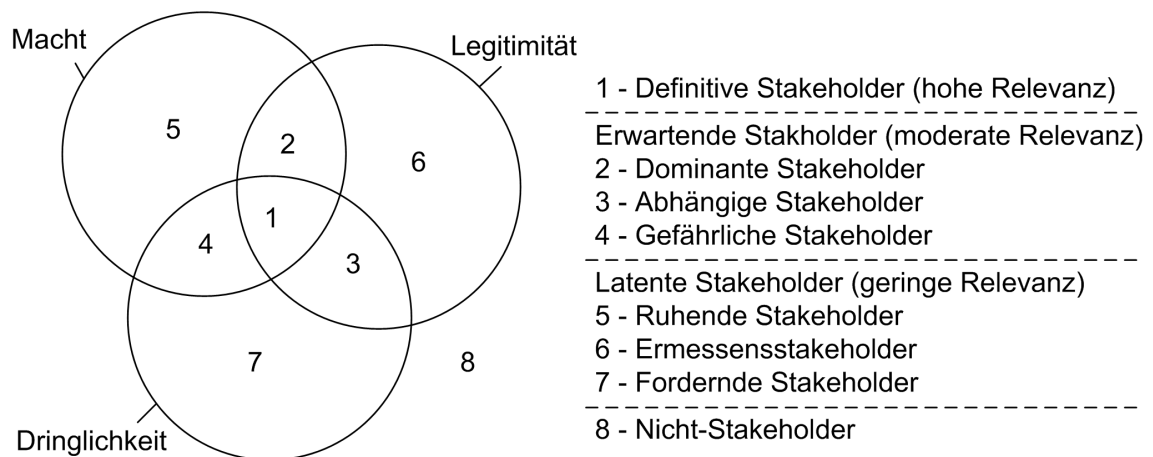 Macht
Legitimität
5
2
6
1
4
3
7
8
Dringlichkeit
1 - Definitive Stakeholder (hohe Relevanz)
Erwartende Stakholder (moderate Relevanz)
2 - Dominante Stakeholder
3 - Abhängige Stakeholder
4 - Gefährliche Stakeholder
Latente Stakeholder (geringe Relevanz)
5 - Ruhende Stakeholder
6 - Ermessensstakeholder
7 - Fordernde Stakeholder
8 - Nicht-Stakeholder